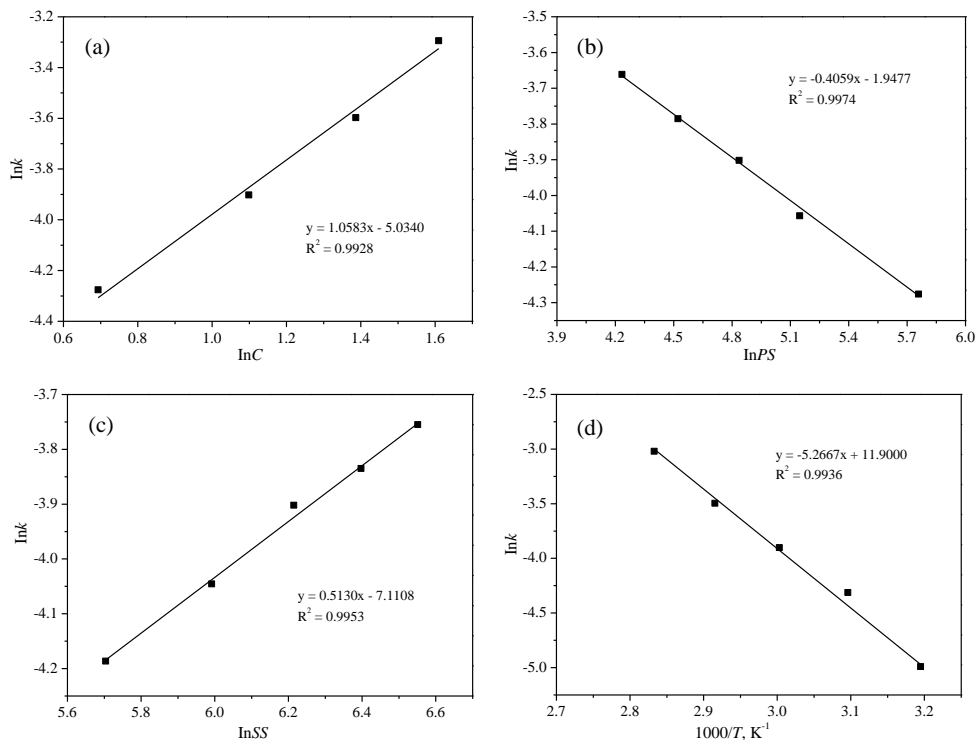 (a)
-3.2
-3.4
-3.6
-3.8
-4.0
-4.2
-4.4
0.6
0.8
1.0
1.2
1.4
1.6
lnk
lnC
y = 1.0583x - 5.0340
R² = 0.9928
(b)
-3.5
-3.6
-3.7
-3.8
-3.9
-4.0
-4.1
-4.2
-4.3
3.9
4.2
4.5
4.8
5.1
5.4
5.7
6.0
lnk
lnPS
y = -0.4059x - 1.9477
R² = 0.9974
(c)
-3.7
-3.8
-3.9
-4.0
-4.1
-4.2
5.6
5.8
6.0
6.2
6.4
6.6
lnk
lnSS
y = 0.5130x - 7.1108
R² = 0.9953
(d)
-2.5
-3.0
-3.5
-4.0
-4.5
-5.0
2.7
2.8
2.9
3.0
3.1
3.2
lnk
1000/T, K⁻¹
y = -5.2667x + 11.9000
R² = 0.9936